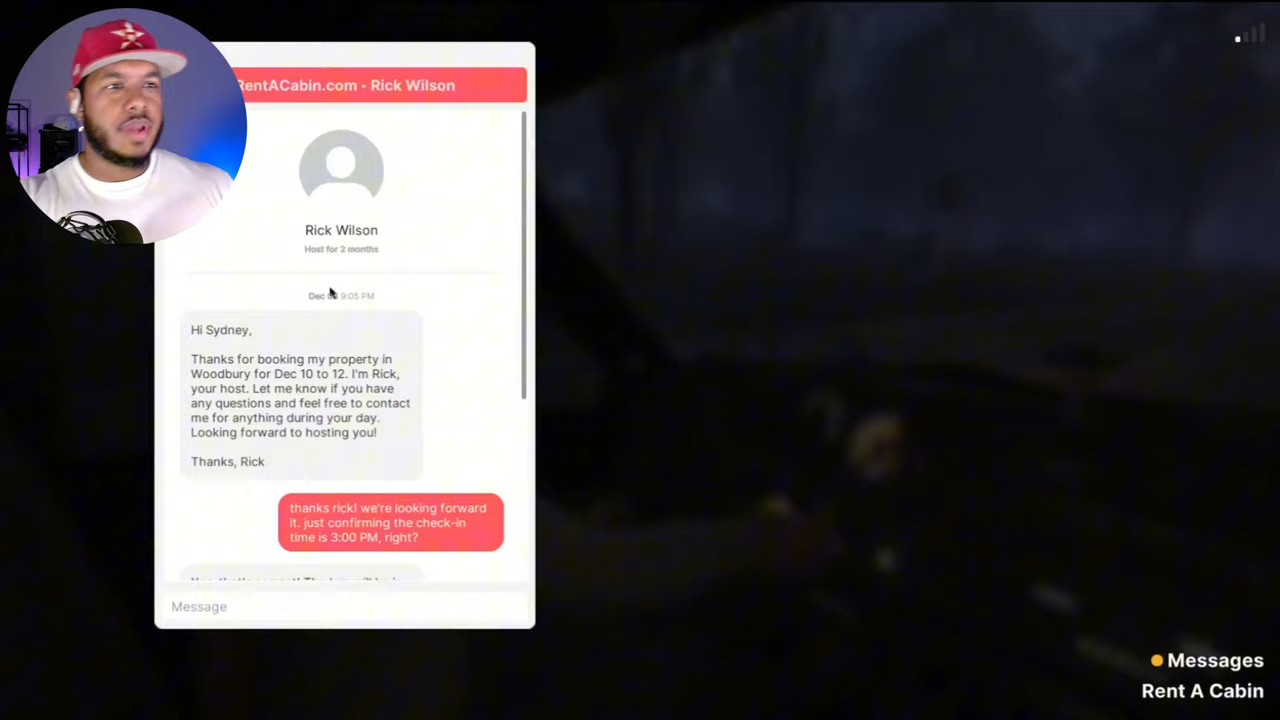 RentACabin.com • Rick Wilson
Rick Wilson
Host for 2 months
Dec 9:05 PM
Hi Sydney,
Thanks for booking my property in
Woodbury for Dec 10 to 12. I'm Rick,
your host. Let me know if you have
any questions and feel free to contact
me for anything during your day.
Looking forward to hosting you!
Thanks, Rick
thanks rick! we're looking forward
it. just confirming the check-in
time is 3:00 PM, right?
Message
Messages
Rent A Cabin